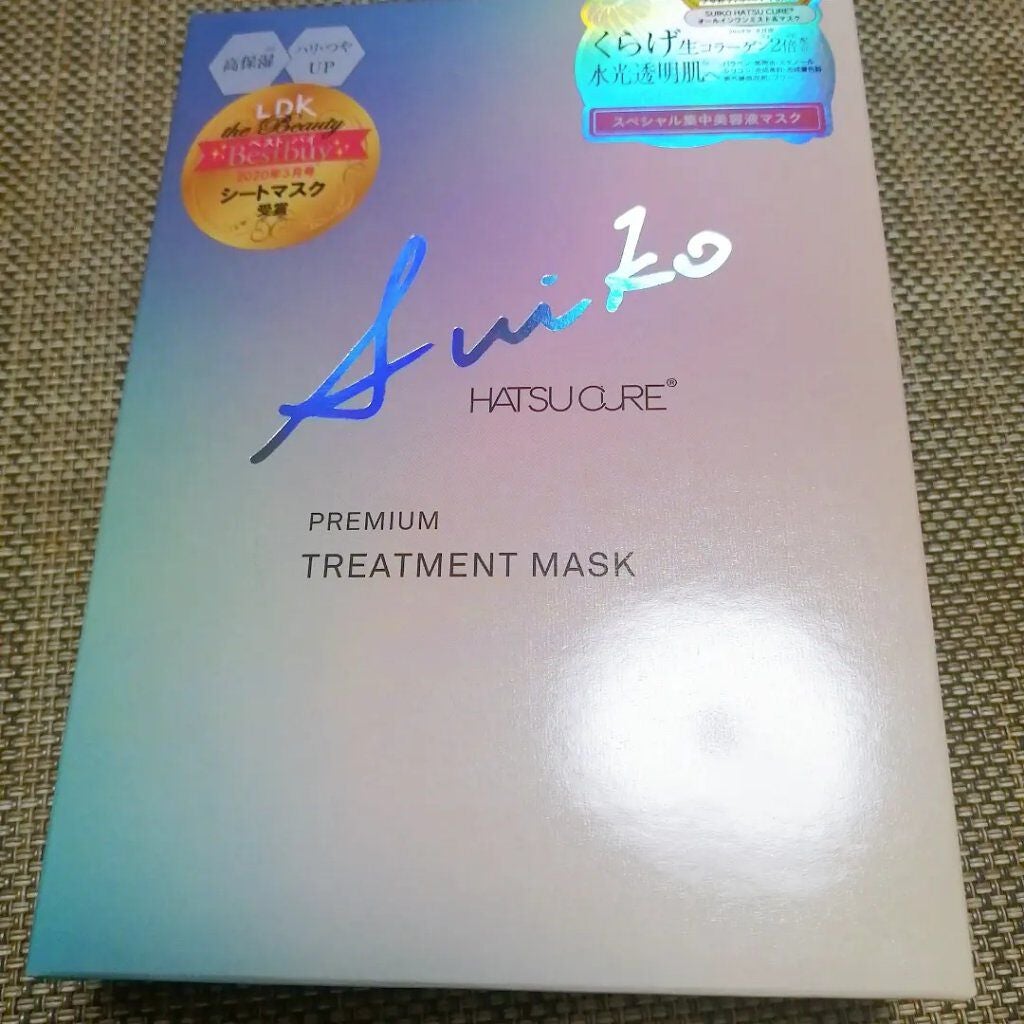 高保湿
ハリ・つや
UP
LDK
the Beauty
ベストバイ
Bestbuy
2020年3月号
シートマスク
受賞
SUIKO HATSU CURE®
オールインワンミスト&マスク
くらげ生コラーゲン2倍
水光透明肌へ
スペシャル集中美容液マスク
Suiko
HATSU CURE®
PREMIUM
TREATMENT MASK